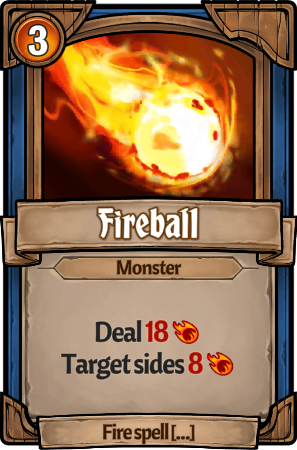 3
Fireball
Monster
Deal 18
Target sides 8
Fire spell [...]